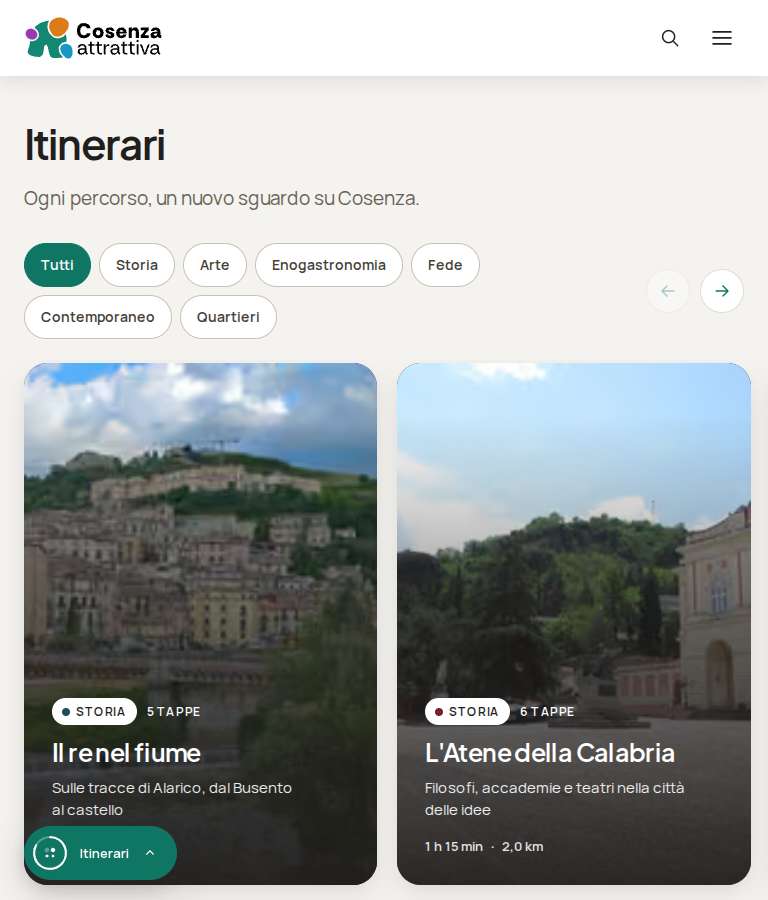 Cosenza
attrattiva
Itinerari
Ogni percorso, un nuovo sguardo su Cosenza.
Tutti
Storia
Arte
Enogastronomia
Fede
Contemporaneo
Quartieri
STORIA
5 TAPPE
Il re nel fiume
Sulle tracce di Alarico, dal Busento
al castello
Itinerari
STORIA
6 TAPPE
L'Atene della Calabria
Filosofi, accademie e teatri nella città
delle idee
1 h 15 min · 2,0 km